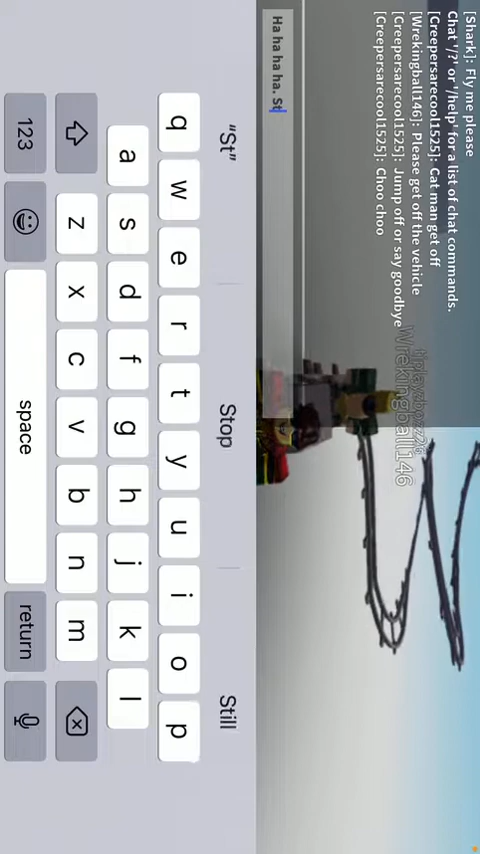 [Shark]: Fly me please
Chat '/?' or '/help' for a list of chat commands.
[Creepersarecool1525]: Cat man get off
[Wrekingball146]: Please get off the vehicle
[Creepersarecool1525]: Jump off or say goodbye
[Creepersarecool1525]: Choo choo
Wrekingball146
Ha ha ha ha. St
“St”
Stop
Still
q w e r t y u i o p
a s d f g h j k l
z x c v b n m
123
space
return